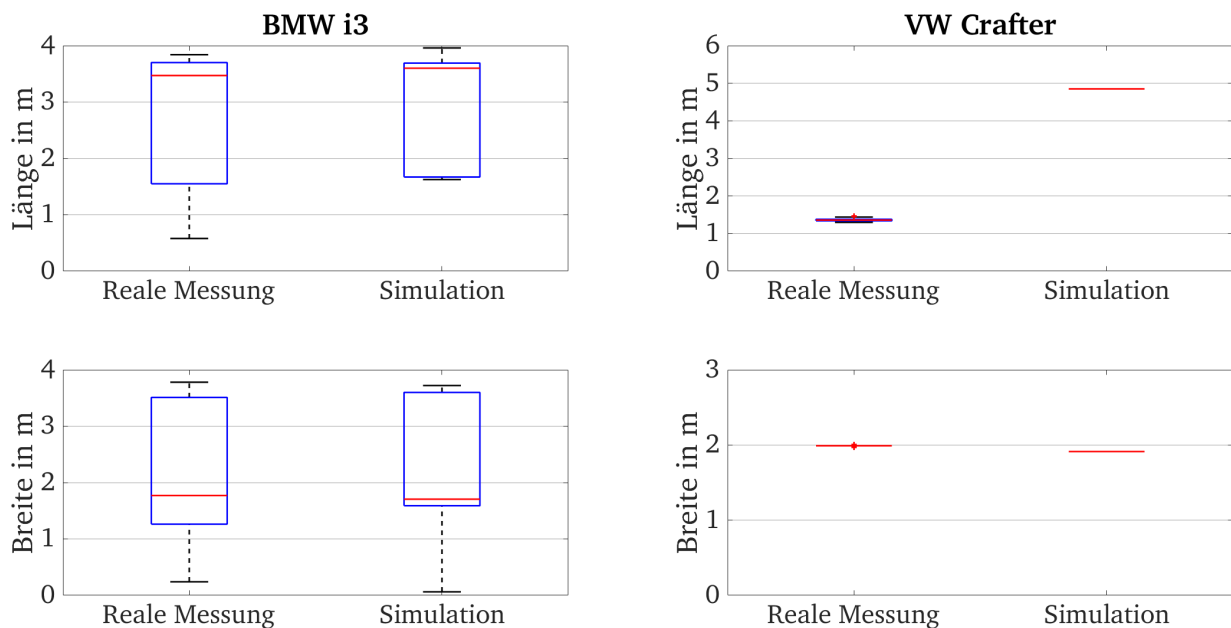 BMW i3
Länge in m
4
3
2
1
0
Reale Messung Simulation
VW Crafter
Länge in m
6
5
4
3
2
1
0
Reale Messung Simulation
Breite in m
4
3
2
1
0
Reale Messung Simulation
Breite in m
3
2
1
0
Reale Messung Simulation